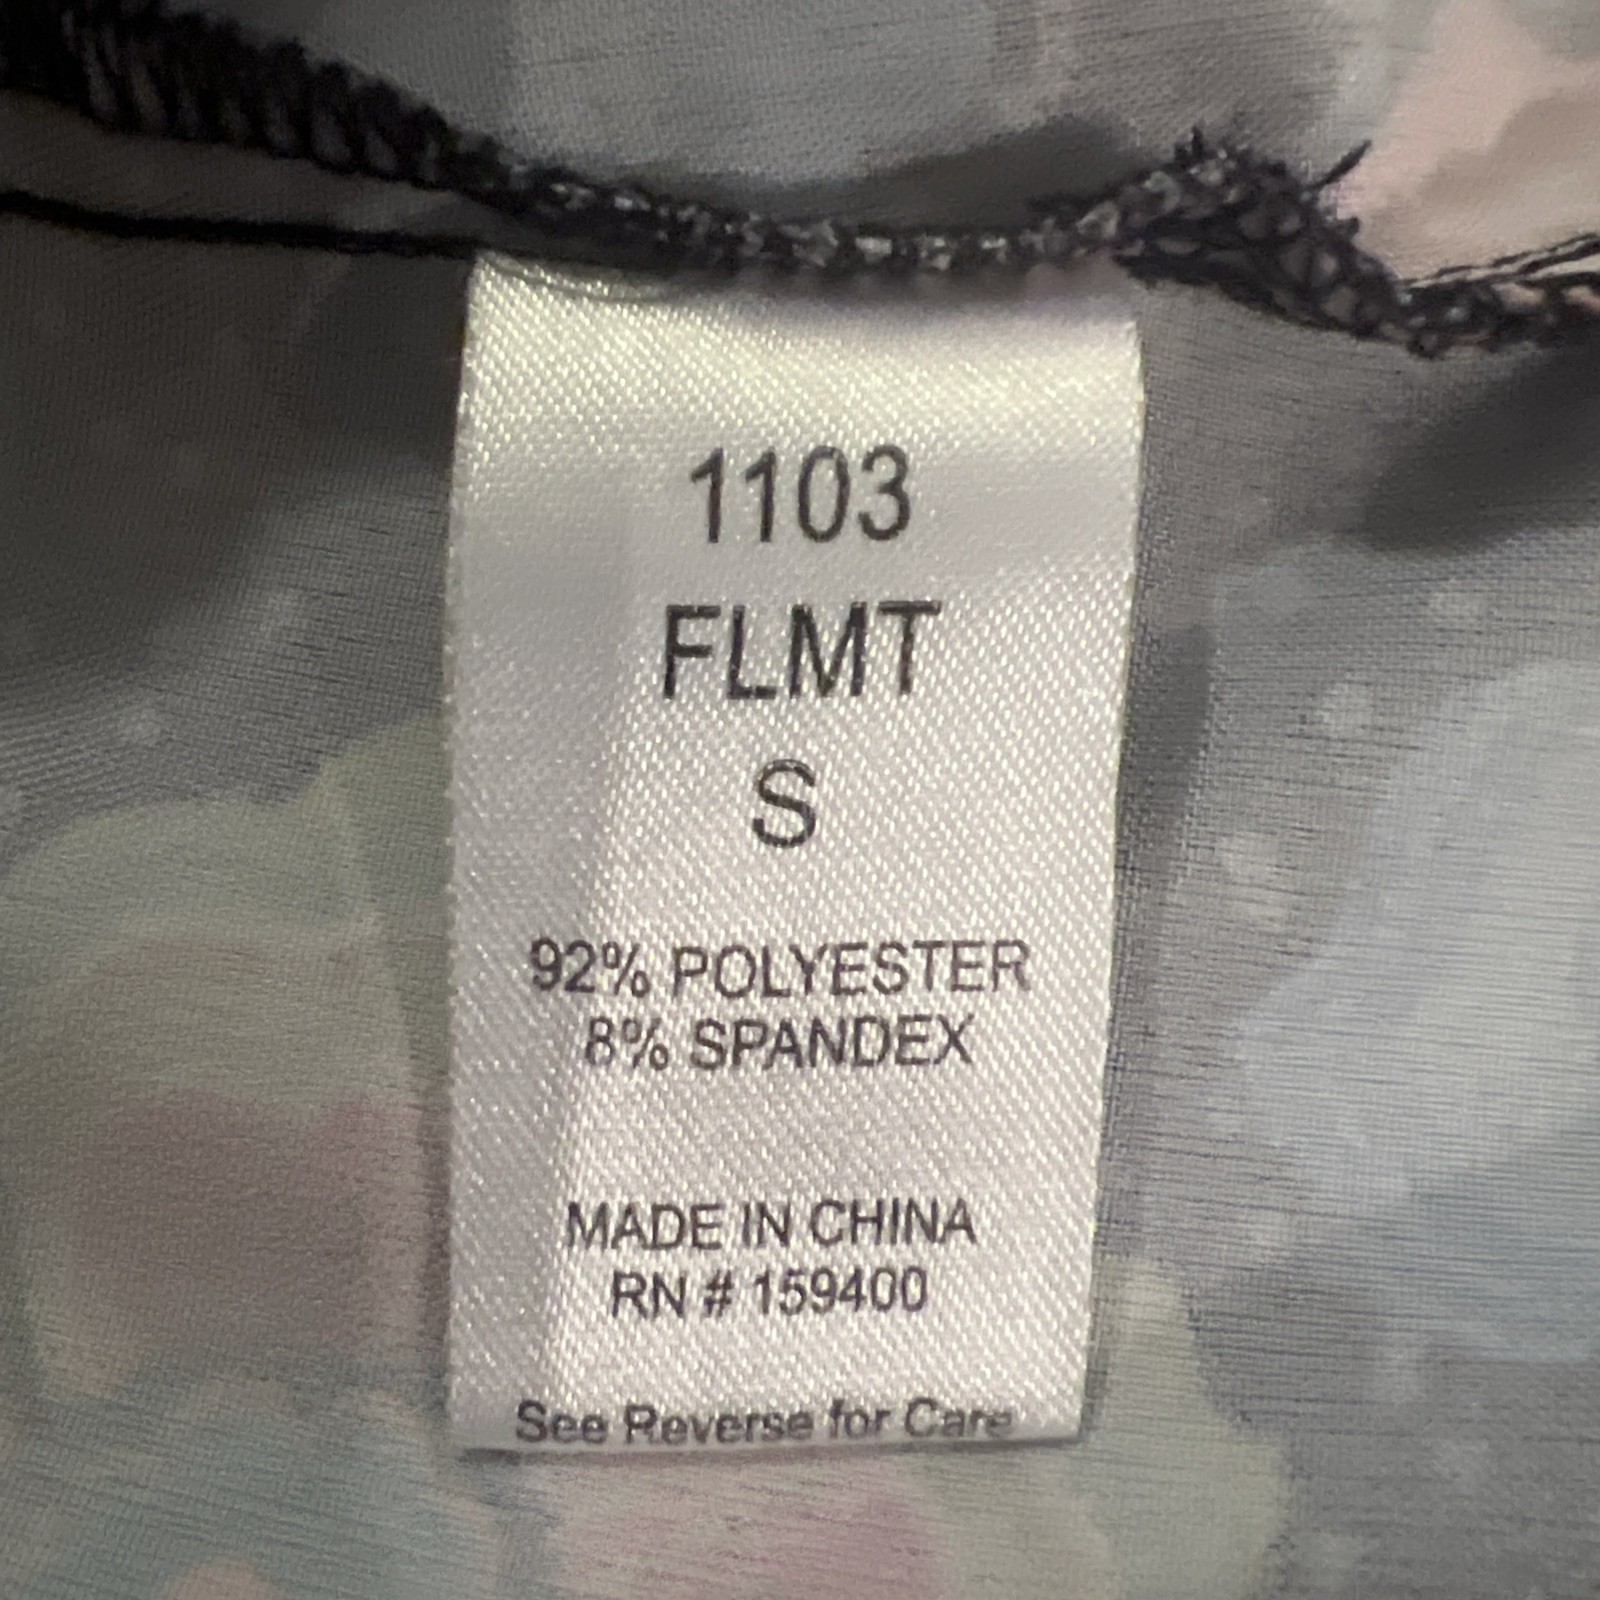 1103
FLMT
S
92% POLYESTER
8% SPANDEX
MADE IN CHINA
RN # 159400
See Reverse for Care